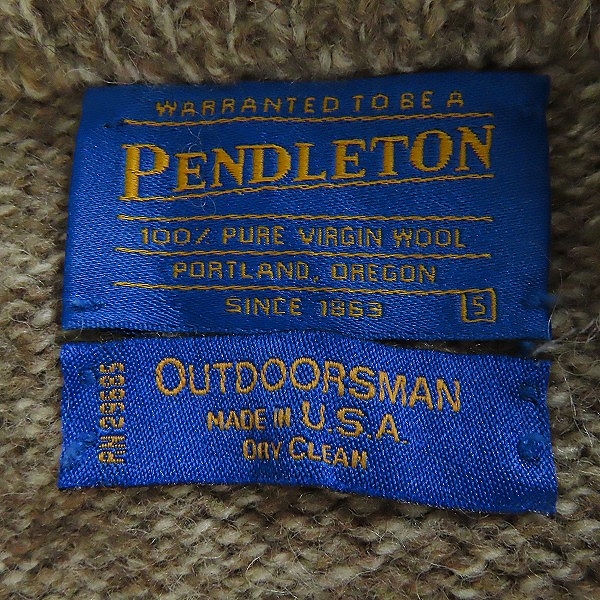 WARRANTED TO BE A
PENDLETON
100% PURE VIRGIN WOOL
PORTLAND, OREGON
SINCE 1863 5
RN 29685
OUTDOORSMAN
MADE IN U.S.A.
DRY CLEAN